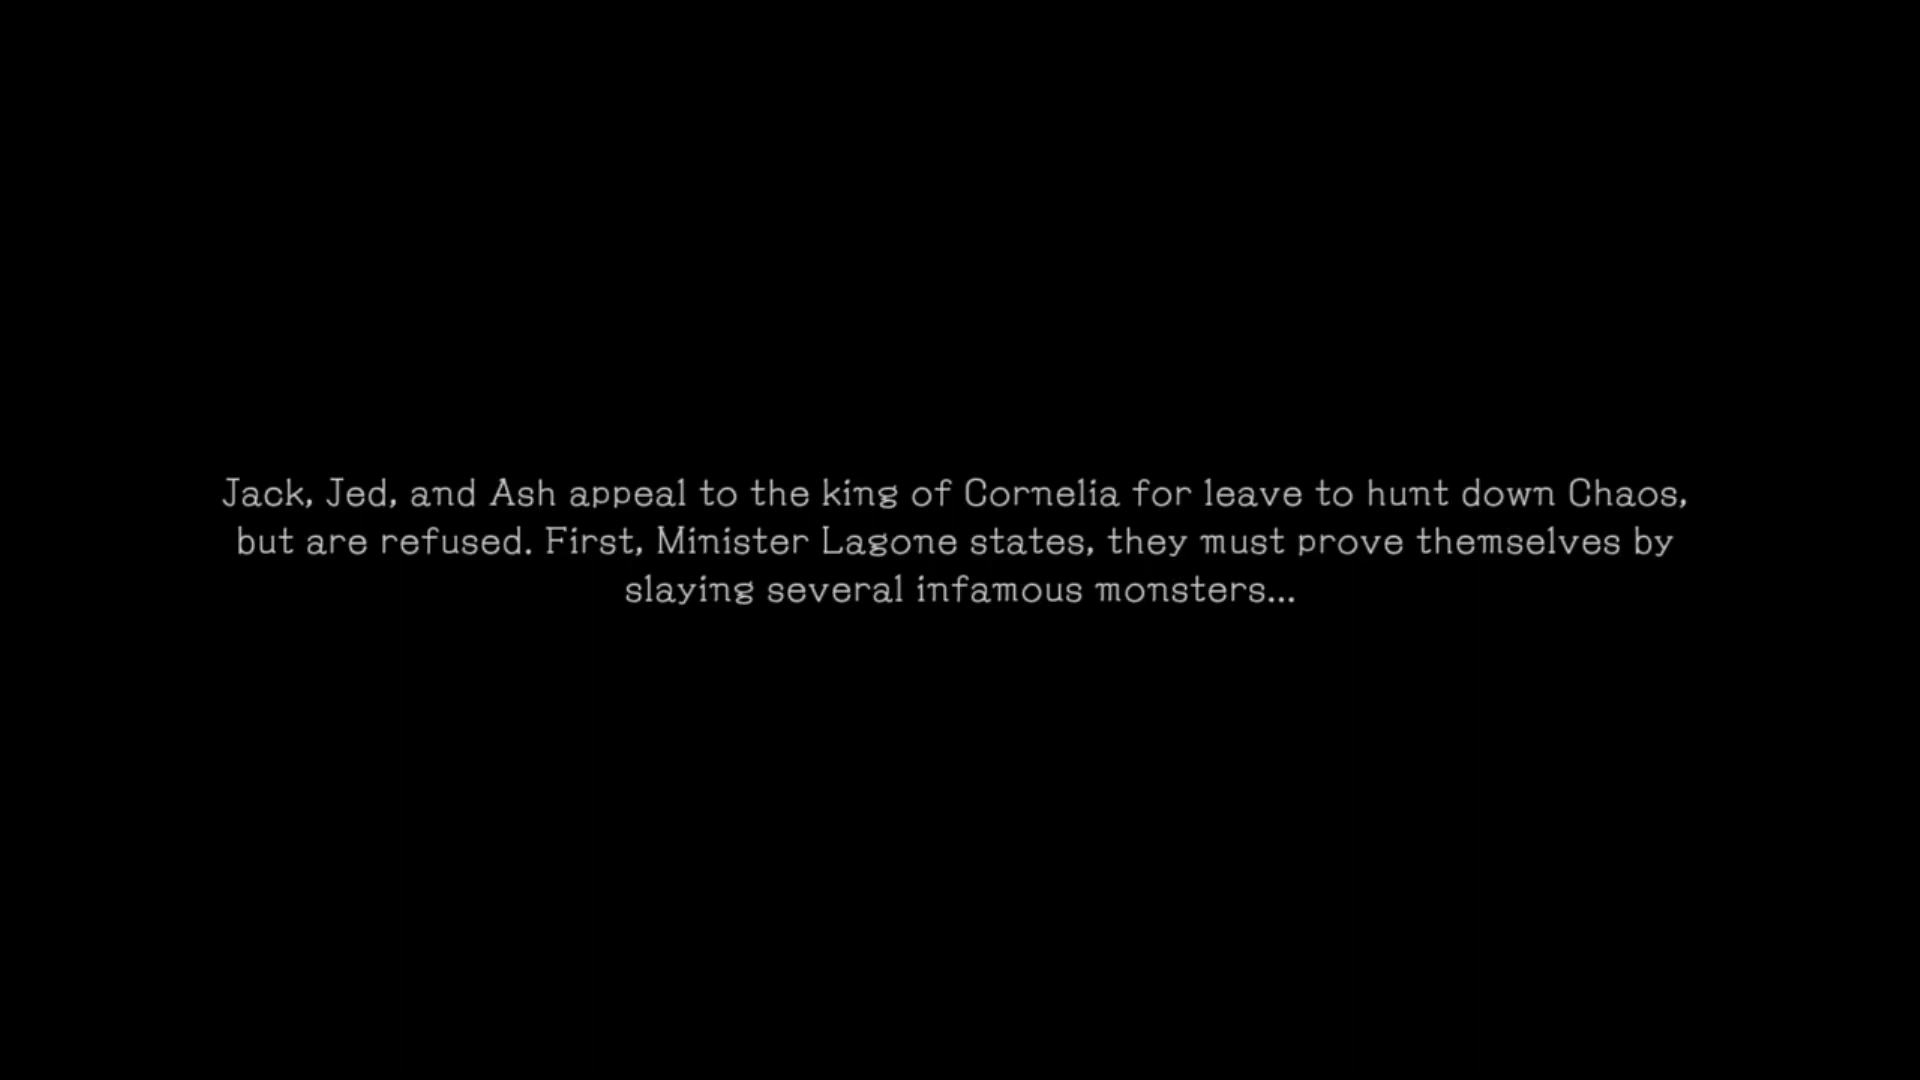 Jack, Jed, and Ash appeal to the king of Cornelia for leave to hunt down Chaos,
but are refused. First, Minister Lagone states, they must prove themselves by
slaying several infamous monsters...